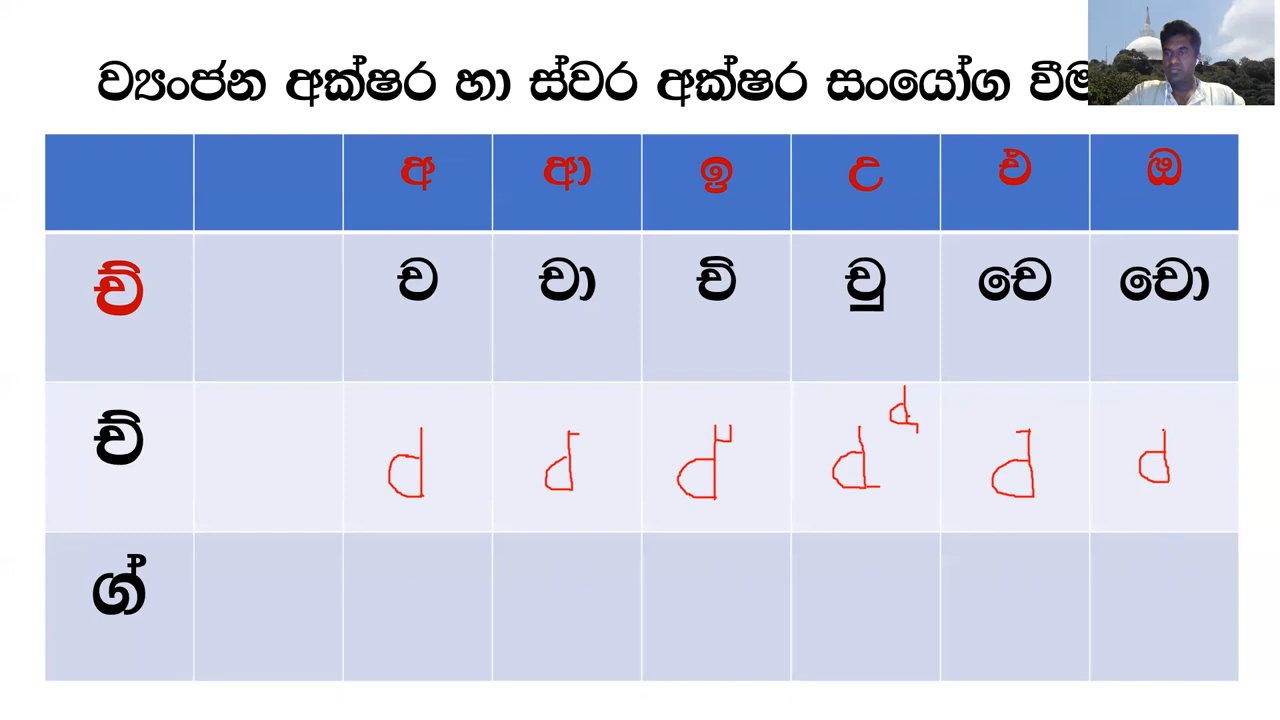 ව්‍යංජන අක්ෂර හා ස්වර අක්ෂර සංයෝග
අ ආ ඉ උ එ ඔ
ච් ච චා චි චු චෙ චො
ච් 𑀘 𑀘𑀸 𑀘𑀺 𑀘𑀼 𑀘𑁂
ග්